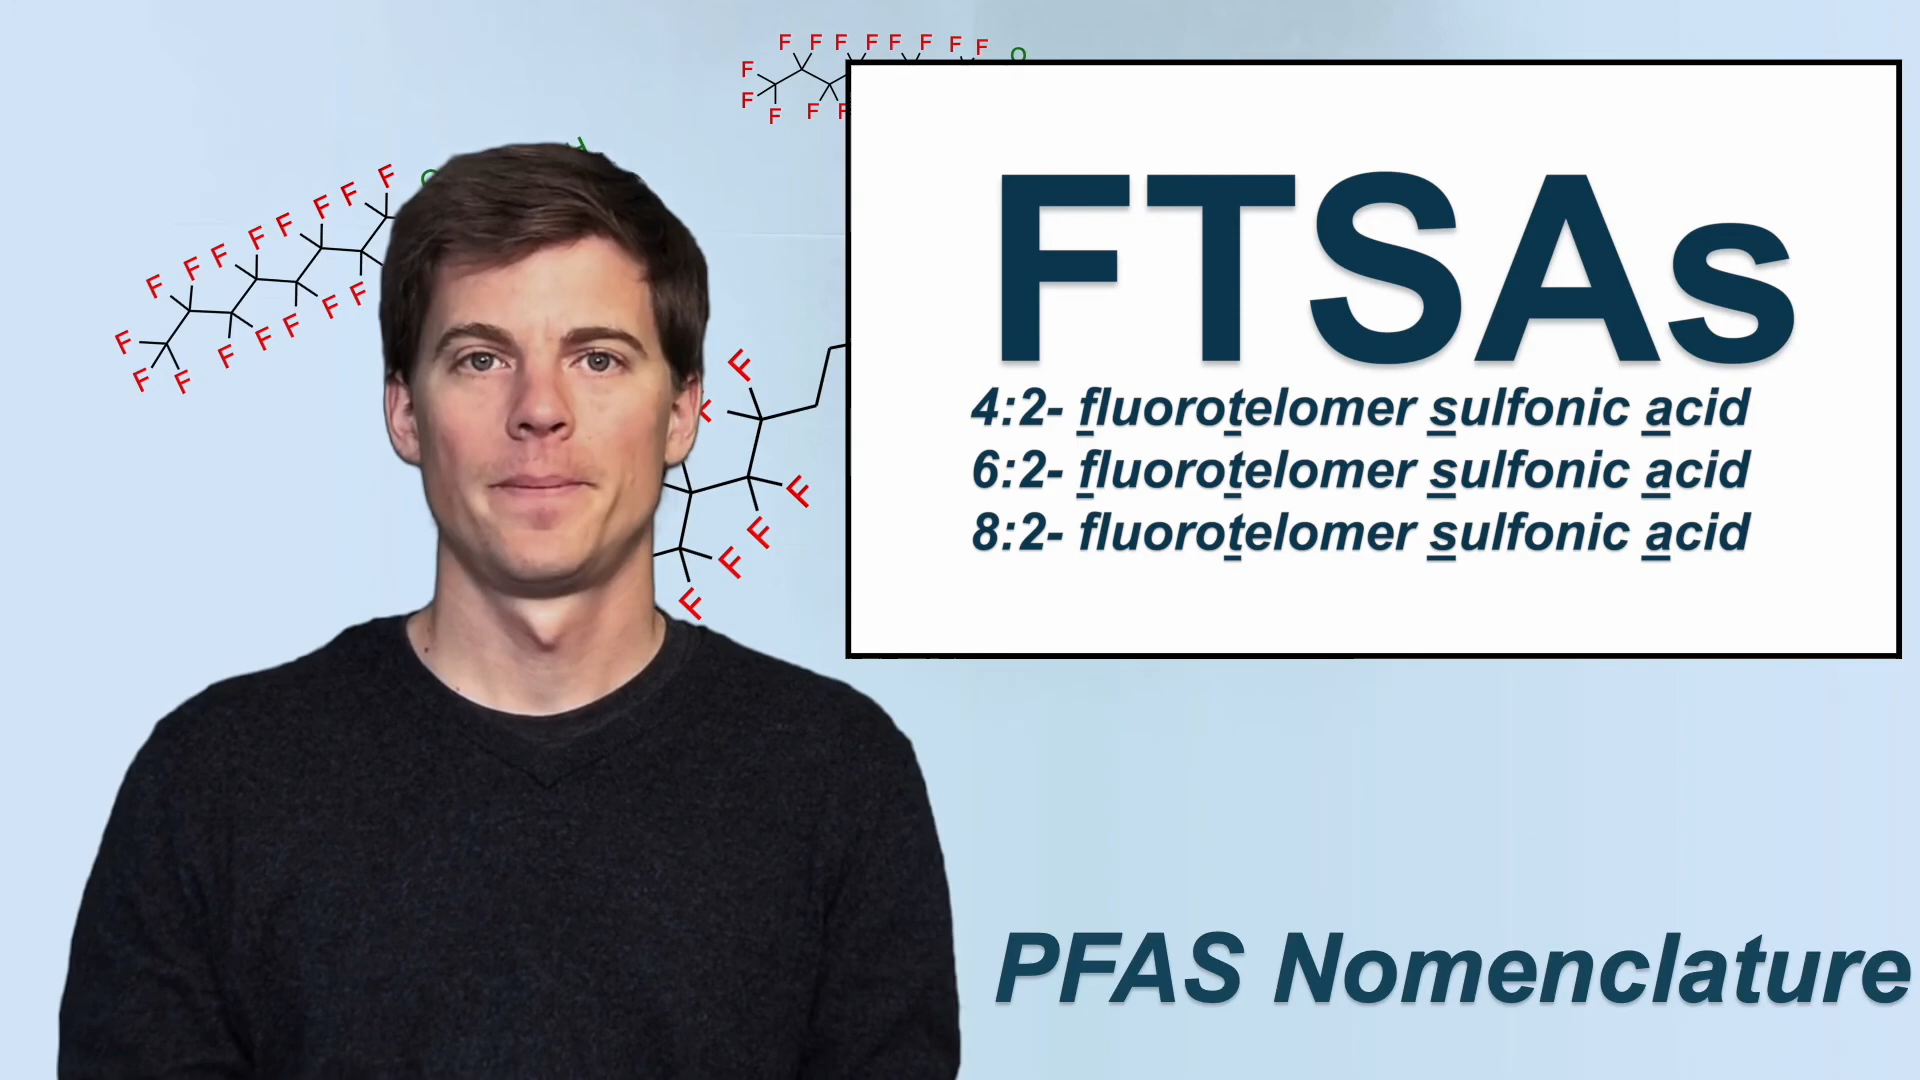 FTSAs
4:2- fluorotelomer sulfonic acid
6:2- fluorotelomer sulfonic acid
8:2- fluorotelomer sulfonic acid
PFAS Nomenclature